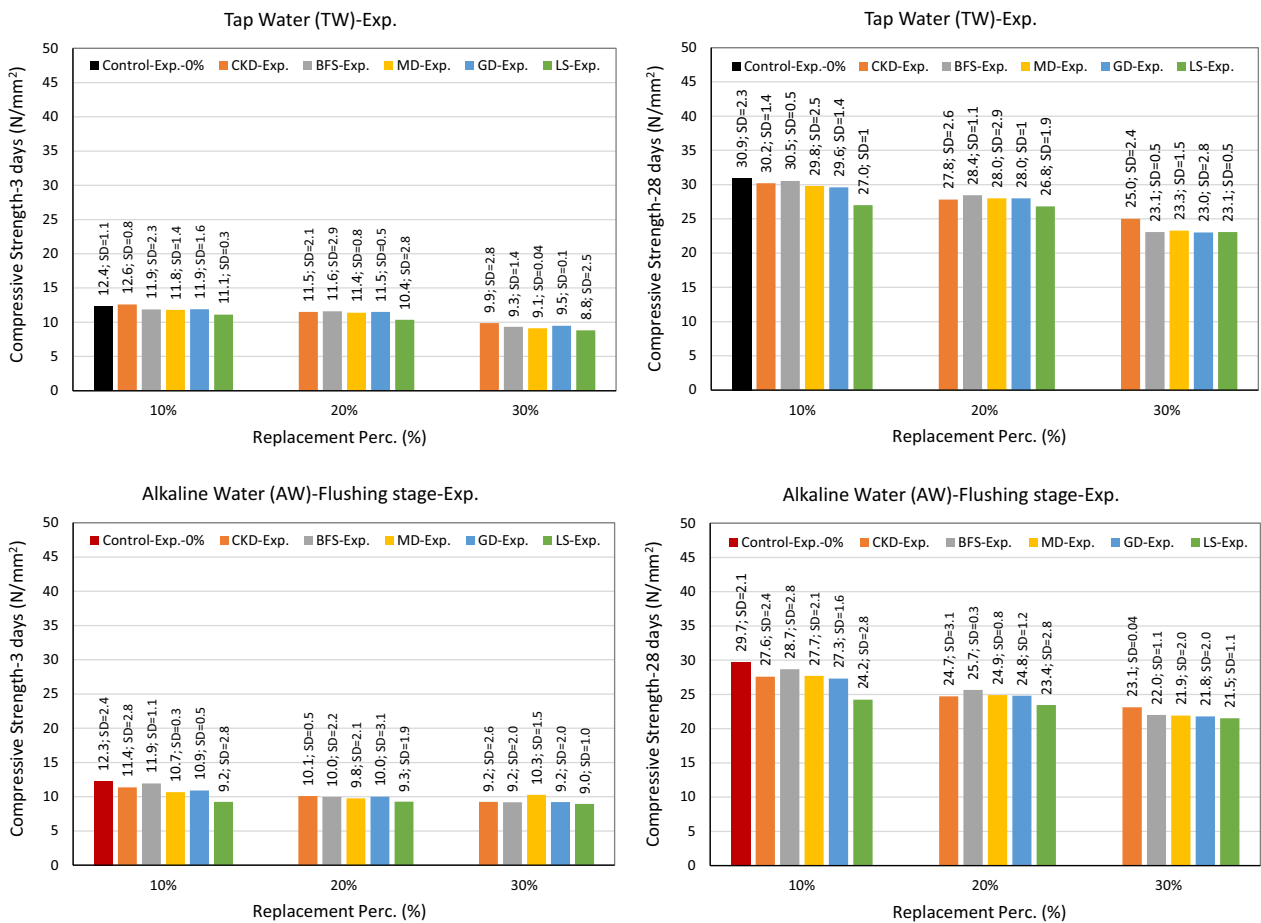 Tap Water (TW)-Exp.
Compressive Strength-3 days (N/mm²)
50
45
40
35
30
25
20
15
10
5
0
Control-Exp.-0% CKD-Exp. BFS-Exp. MD-Exp. GD-Exp. LS-Exp.
12.4; SD=1.1
12.6; SD=0.8
11.9; SD=2.3
11.8; SD=1.4
11.9; SD=1.6
11.1; SD=0.3
11.5; SD=2.1
11.6; SD=2.9
11.4; SD=0.8
11.5; SD=0.5
10.4; SD=2.8
9.9; SD=2.8
9.3; SD=1.4
9.1; SD=0.04
9.5; SD=0.1
8.8; SD=2.5
10% 20% 30%
Replacement Perc. (%)
Tap Water (TW)-Exp.
Compressive Strength-28 days (N/mm²)
50
45
40
35
30
25
20
15
10
5
0
Control-Exp.-0% CKD-Exp. BFS-Exp. MD-Exp. GD-Exp. LS-Exp.
30.9; SD=2.3
30.2; SD=1.4
30.5; SD=0.5
29.8; SD=2.5
29.6; SD=1.4
27.0; SD=1
27.8; SD=2.6
28.4; SD=1.1
28.0; SD=2.9
28.0; SD=1
26.8; SD=1.9
25.0; SD=2.4
23.1; SD=0.5
23.3; SD=1.5
23.0; SD=2.8
23.1; SD=0.5
10% 20% 30%
Replacement Perc. (%)
Alkaline Water (AW)-Flushing stage-Exp.
Compressive Strength-3 days (N/mm²)
50
45
40
35
30
25
20
15
10
5
0
Control-Exp.-0% CKD-Exp. BFS-Exp. MD-Exp. GD-Exp. LS-Exp.
12.3; SD=2.4
11.4; SD=2.8
11.9; SD=1.1
10.7; SD=0.3
10.9; SD=0.5
9.2; SD=2.8
10.1; SD=0.5
10.0; SD=2.2
9.8; SD=2.1
10.0; SD=3.1
9.3; SD=1.9
9.2; SD=2.6
9.2; SD=2.0
10.3; SD=1.5
9.2; SD=2.0
9.0; SD=1.0
10% 20% 30%
Replacement Perc. (%)
Alkaline Water (AW)-Flushing stage-Exp.
Compressive Strength-28 days (N/mm²)
50
45
40
35
30
25
20
15
10
5
0
Control-Exp.-0% CKD-Exp. BFS-Exp. MD-Exp. GD-Exp. LS-Exp.
29.7; SD=2.1
27.6; SD=2.4
28.7; SD=2.8
27.7; SD=2.1
27.3; SD=1.6
24.2; SD=2.8
24.7; SD=3.1
25.7; SD=0.3
24.9; SD=0.8
24.8; SD=1.2
23.4; SD=2.8
23.1; SD=0.04
22.0; SD=1.1
21.9; SD=2.0
21.8; SD=2.0
21.5; SD=1.1
10% 20% 30%
Replacement Perc. (%)